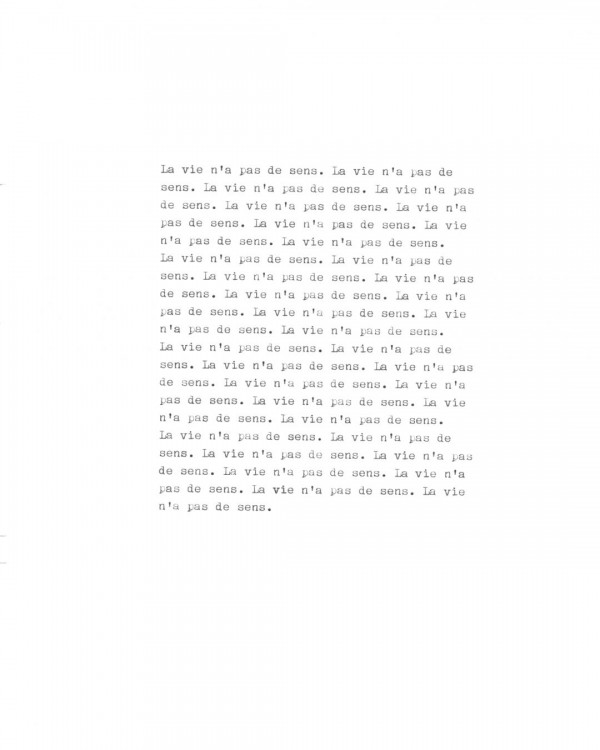 La vie n'a pas de sens. La vie n'a pas de
sens. La vie n'a pas de sens. La vie n'a pas
de sens. La vie n'a pas de sens. La vie n'a
pas de sens. La vie n'a pas de sens. La vie
n'a pas de sens. La vie n'a pas de sens.
La vie n'a pas de sens. La vie n'a pas de
sens. La vie n'a pas de sens. La vie n'a pas
de sens. La vie n'a pas de sens. La vie n'a
pas de sens. La vie n'a pas de sens. La vie
n'a pas de sens. La vie n'a pas de sens.
La vie n'a pas de sens. La vie n'a pas de
sens. La vie n'a pas de sens. La vie n'a pas
de sens. La vie n'a pas de sens. La vie n'a
pas de sens. La vie n'a pas de sens. La vie
n'a pas de sens. La vie n'a pas de sens.
La vie n'a pas de sens. La vie n'a pas de
sens. La vie n'a pas de sens. La vie n'a pas
de sens. La vie n'a pas de sens. La vie n'a
pas de sens. La vie n'a pas de sens. La vie
n'a pas de sens.